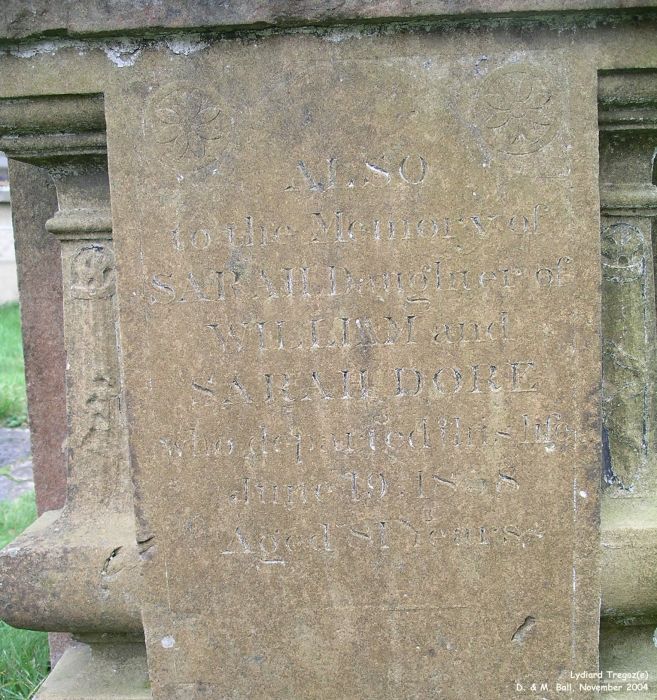 ALSO
to the Memory of
SARAH Daughter of
WILLIAM and
SARAH DORE
who departed this life
June 19
Aged 81 Years
Lydiard Tregoz(e)
D. & M. Ball, November 2004